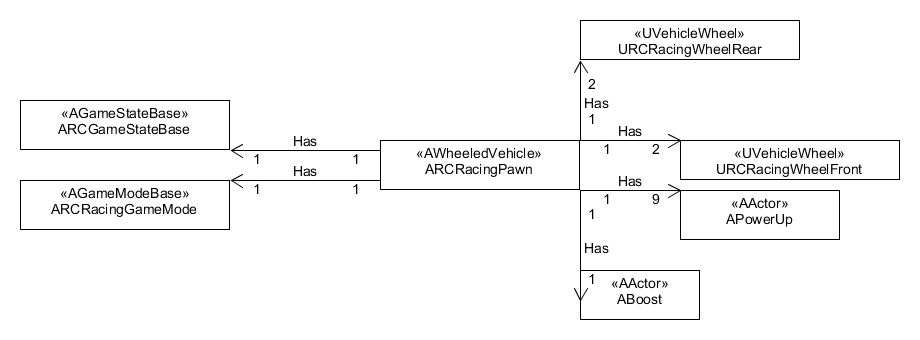 «UVehicleWheel»
URCRacingWheelRear
2
Has
1
«AGameStateBase»
ARCGameStateBase
Has
1
1
«AGameModeBase»
ARCRacingGameMode
Has
1
1
«AWheeledVehicle»
ARCRacingPawn
Has
1
2
«UVehicleWheel»
URCRacingWheelFront
Has
1
9
«AActor»
APowerUp
1
Has
1
«AActor»
ABoost